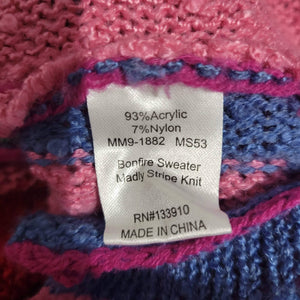 93%Acrylic
7%Nylon
MM9-1882 MS53
Bonfire Sweater
Madly Stripe Knit
RN#133910
MADE IN CHINA